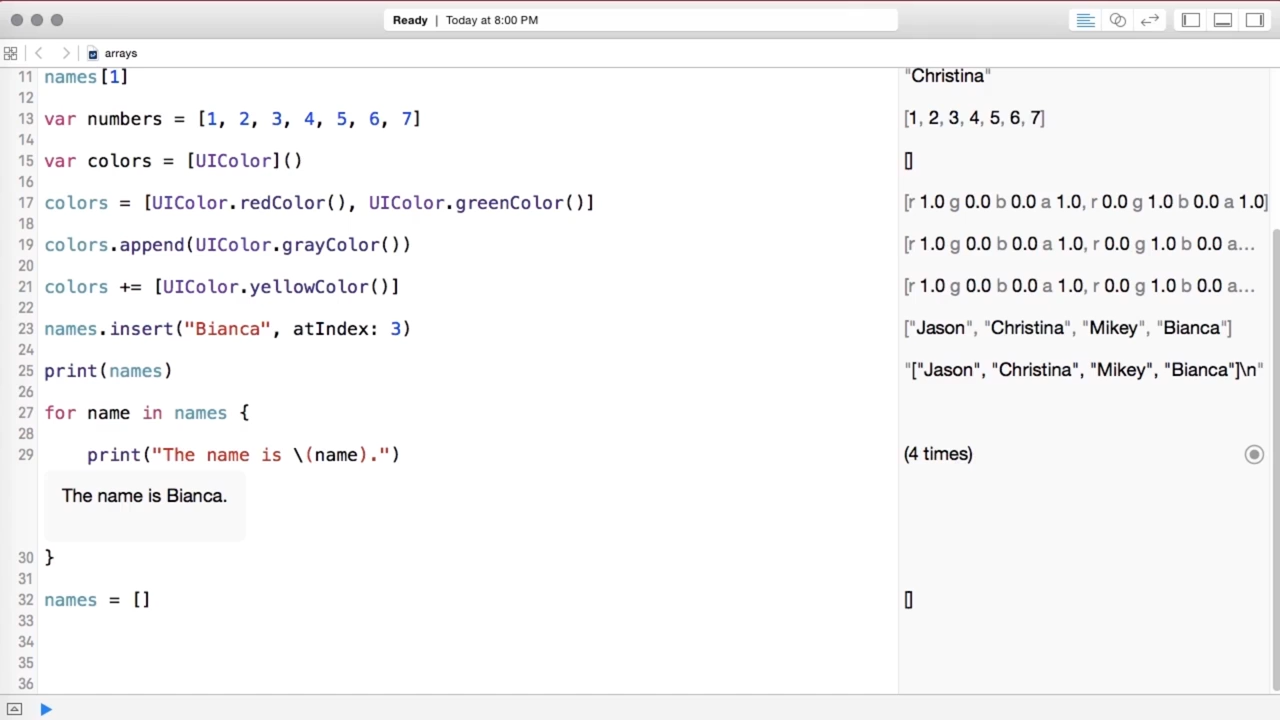 Ready | Today at 8:00 PM
arrays
11 names[1] "Christina"
12
13 var numbers = [1, 2, 3, 4, 5, 6, 7] [1, 2, 3, 4, 5, 6, 7]
14
15 var colors = [UIColor]() []
16
17 colors = [UIColor.redColor(), UIColor.greenColor()] [r 1.0 g 0.0 b 0.0 a 1.0, r 0.0 g 1.0 b 0.0 a 1.0]
18
19 colors.append(UIColor.grayColor()) [r 1.0 g 0.0 b 0.0 a 1.0, r 0.0 g 1.0 b 0.0 a...
20
21 colors += [UIColor.yellowColor()] [r 1.0 g 0.0 b 0.0 a 1.0, r 0.0 g 1.0 b 0.0 a...
22
23 names.insert("Bianca", atIndex: 3) ["Jason", "Christina", "Mikey", "Bianca"]
24
25 print(names) "["Jason", "Christina", "Mikey", "Bianca"]\n"
26
27 for name in names {
28
29 print("The name is \(name).") (4 times)
The name is Bianca.
30 }
31
32 names = [] []
33
34
35
36